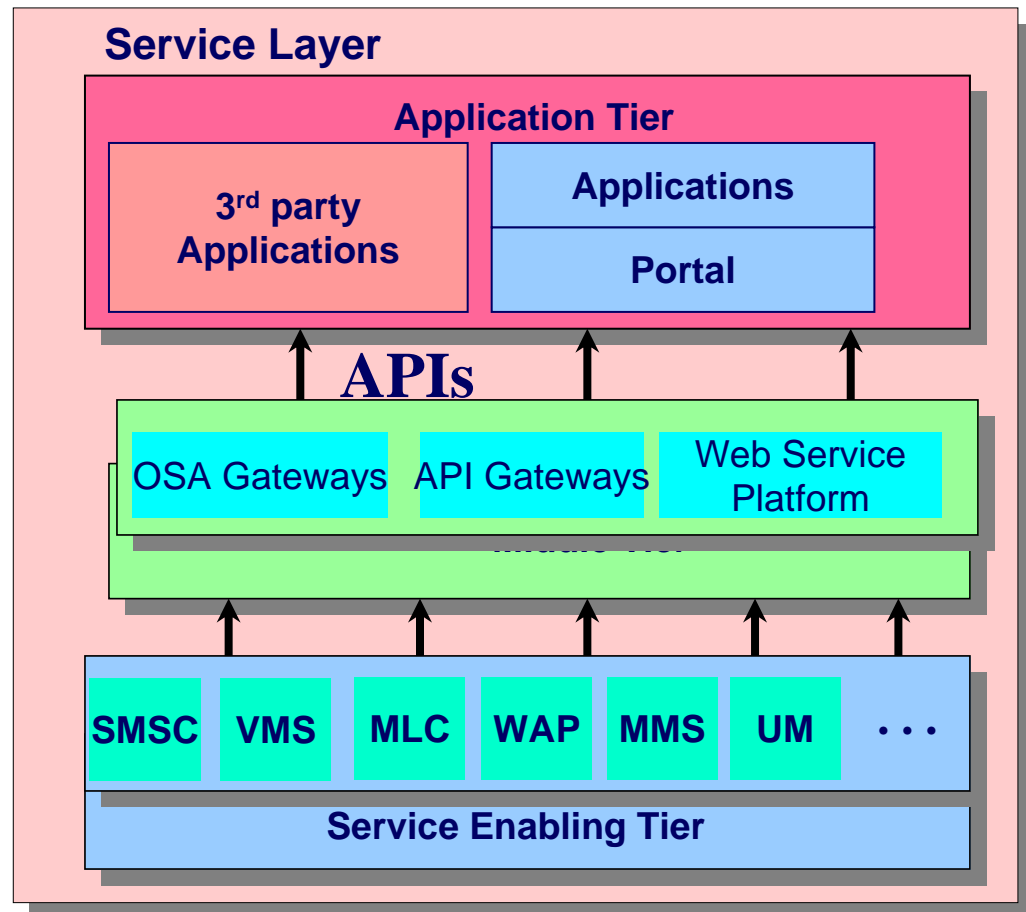 Service Layer
Application Tier
3rd party
Applications
Applications
Portal
APIs
OSA Gateways
API Gateways
Web Service
Platform
SMSC
VMS
MLC
WAP
MMS
UM
. . .
Service Enabling Tier